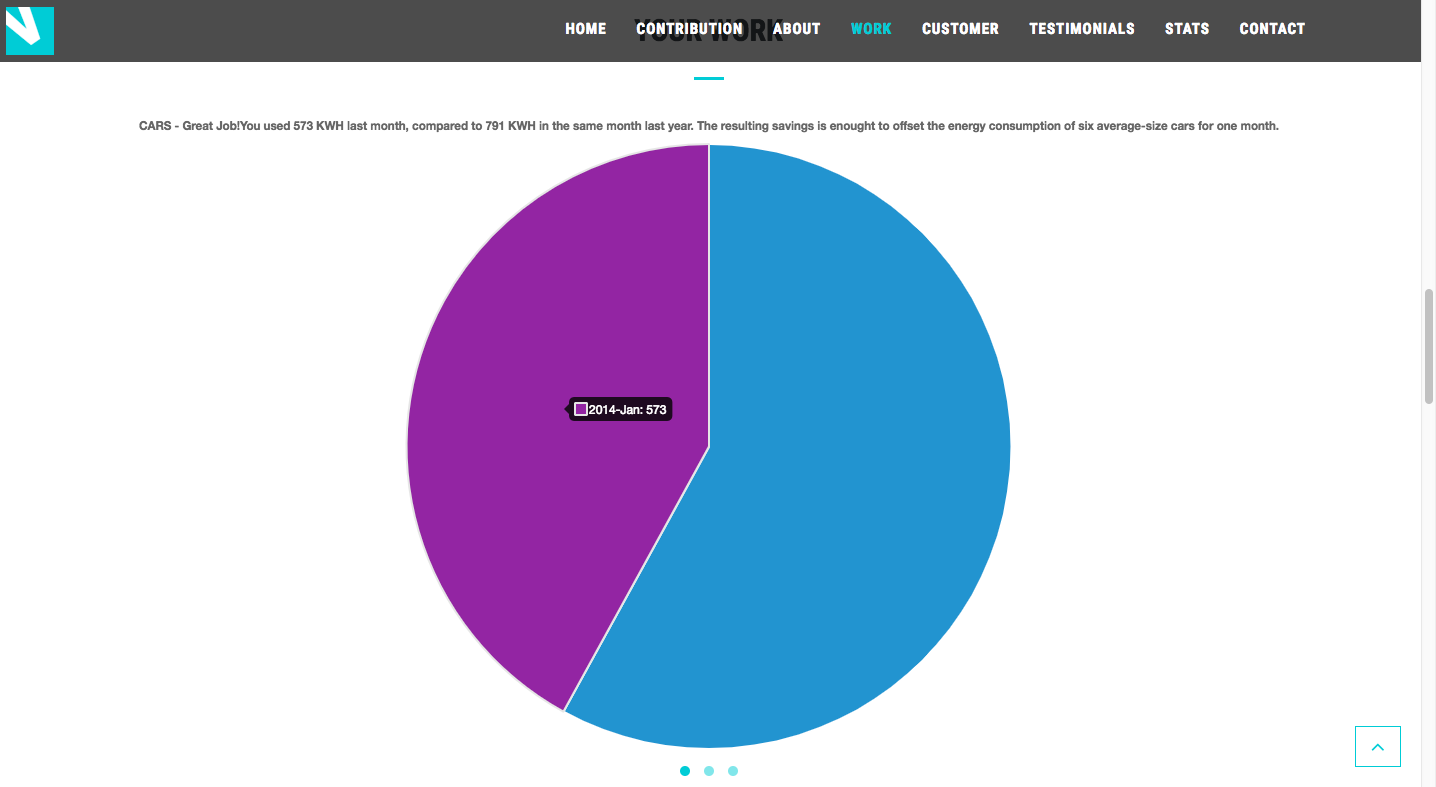 HOME CONTRIBUTION ABOUT WORK CUSTOMER TESTIMONIALS STATS CONTACT
YOUR WORK
CARS - Great Job!You used 573 KWH last month, compared to 791 KWH in the same month last year. The resulting savings is enought to offset the energy consumption of six average-size cars for one month.
2014-Jan: 573